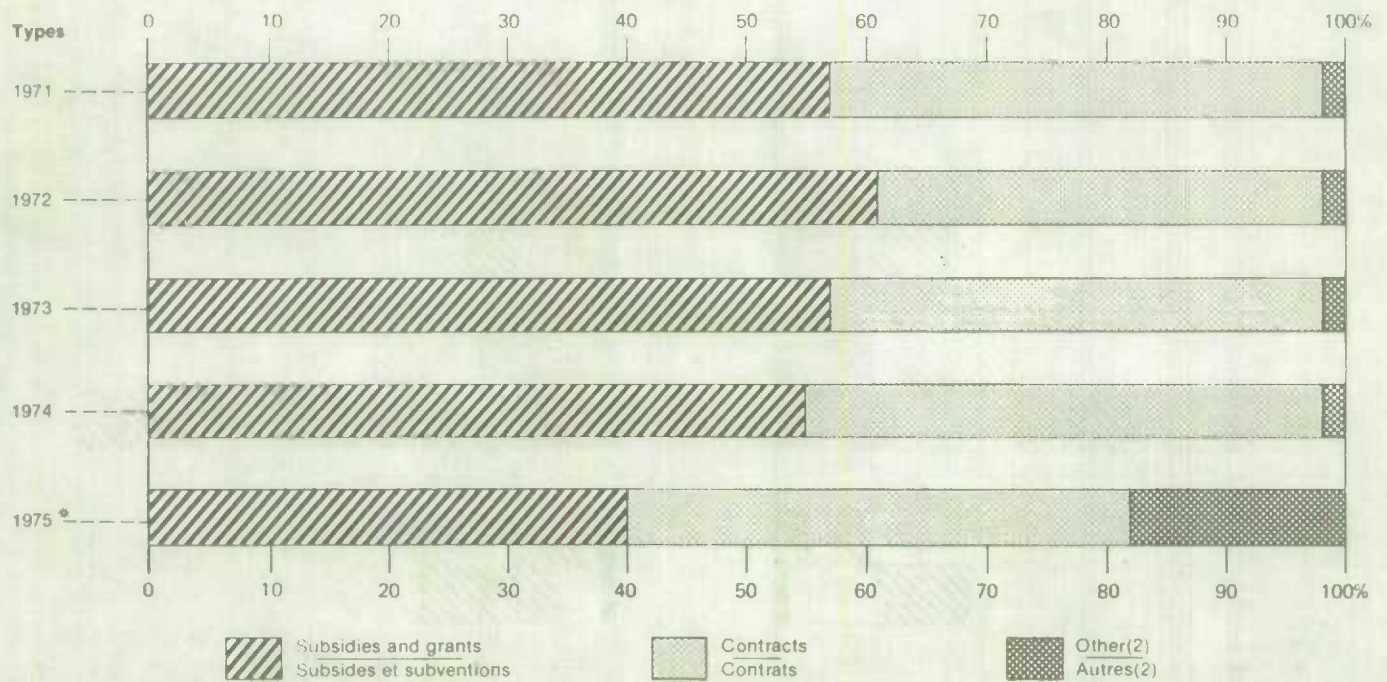 Types
0 10 20 30 40 50 60 70 80 90 100%
1971
1972
1973
1974
1975*
0 10 20 30 40 50 60 70 80 90 100%
Subsidies and grants
Subsides et subventions
Contracts
Contrats
Other(2)
Autres(2)